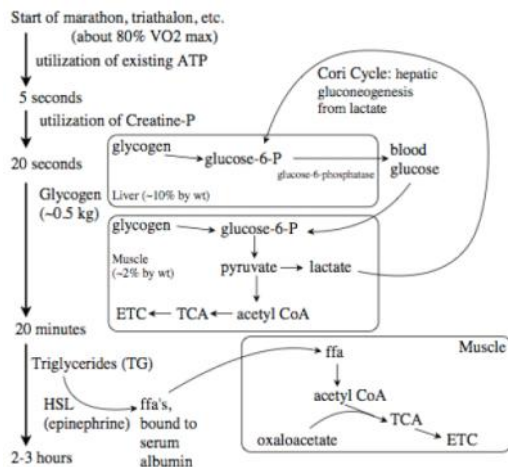 Start of marathon, triathalon, etc.
(about 80% VO2 max)
utilization of existing ATP
5 seconds
utilization of Creatine-P
Cori Cycle: hepatic
gluconeogenesis
from lactate
20 seconds
glycogen
glucose-6-P
glucose-6-phosphatase
blood
glucose
Liver (~10% by wt)
Glycogen
(~0.5 kg)
glycogen
glucose-6-P
Muscle
(~2% by wt)
pyruvate
lactate
ETC
TCA
acetyl CoA
20 minutes
Triglycerides (TG)
HSL
(epinephrine)
ffa's,
bound to
serum
albumin
ffa
Muscle
acetyl CoA
TCA
oxaloacetate
ETC
2-3 hours